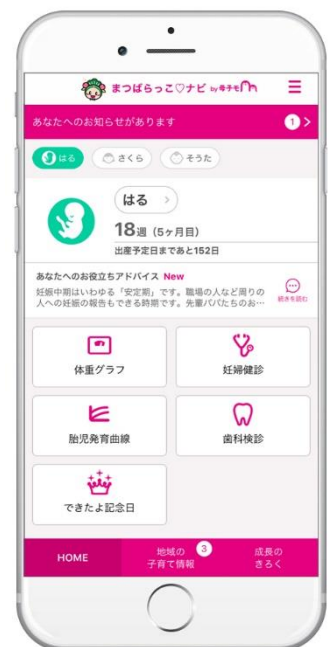 まつばらっこ♡ナビ by母子モ
あなたへのお知らせがあります 1
はる さくら そうた
はる
18週（5ヶ月目）
出産予定日まであと152日
あなたへのお役立ちアドバイス New
妊娠中期はいわゆる「安定期」です。職場の人など周りの
人への妊娠の報告もできる時期です。先輩パパたちのお…
続きを読む
体重グラフ
妊婦健診
胎児発育曲線
歯科検診
できたよ記念日
HOME
地域の
子育て情報
3
成長の
きろく